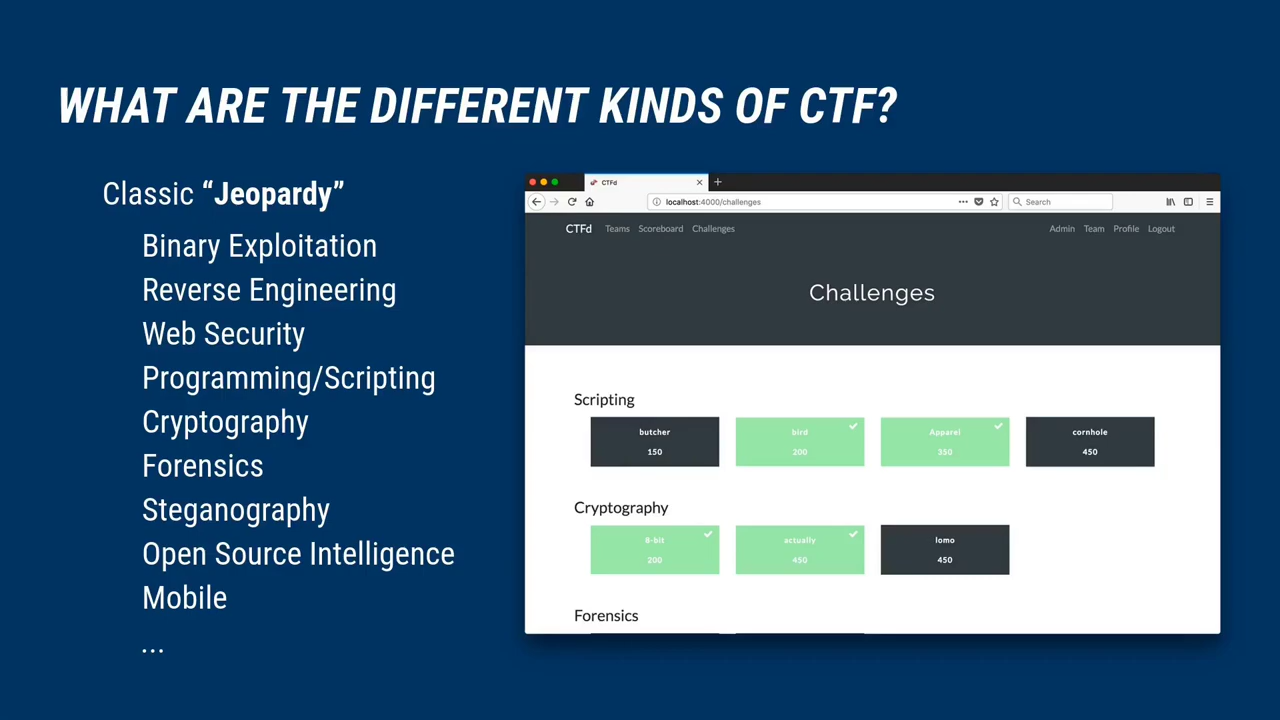 WHAT ARE THE DIFFERENT KINDS OF CTF?
Classic “Jeopardy”
Binary Exploitation
Reverse Engineering
Web Security
Programming/Scripting
Cryptography
Forensics
Steganography
Open Source Intelligence
Mobile
...
CTFd
localhost:4000/challenges
Search
CTFd Teams Scoreboard Challenges Admin Team Profile Logout
Challenges
Scripting
butcher bird Apparel cornhole
150 200 350 450
Cryptography
8-bit actually lomo
200 450 450
Forensics